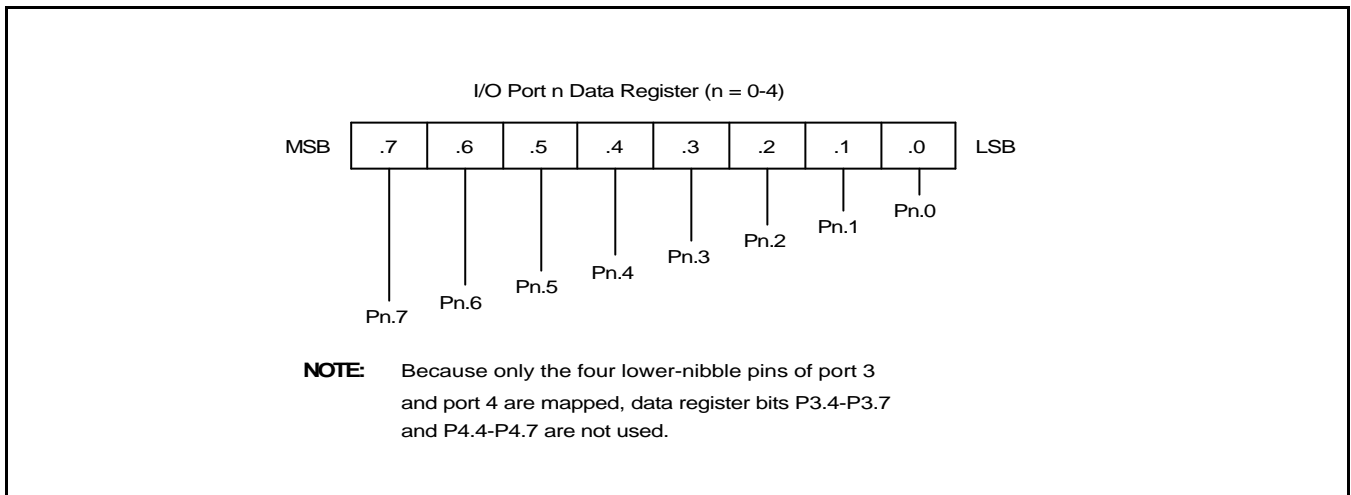 I/O Port n Data Register (n = 0-4)
MSB .7 .6 .5 .4 .3 .2 .1 .0 LSB
Pn.0
Pn.1
Pn.2
Pn.3
Pn.4
Pn.5
Pn.6
Pn.7
NOTE: Because only the four lower-nibble pins of port 3
and port 4 are mapped, data register bits P3.4-P3.7
and P4.4-P4.7 are not used.